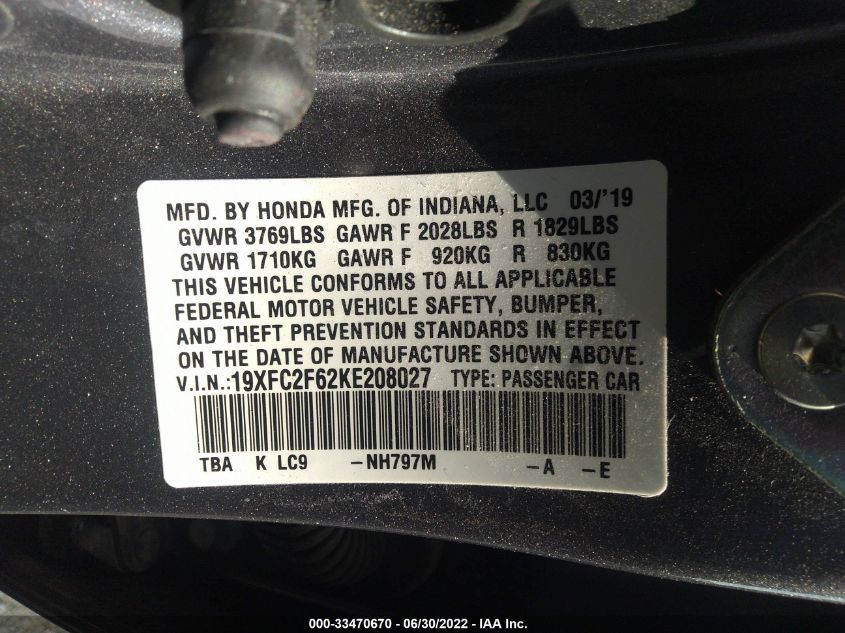 MFD. BY HONDA MFG. OF INDIANA, LLC 03/'19
GVWR 3769LBS GAWR F 2028LBS R 1829LBS
GVWR 1710KG GAWR F 920KG R 830KG
THIS VEHICLE CONFORMS TO ALL APPLICABLE
FEDERAL MOTOR VEHICLE SAFETY, BUMPER,
AND THEFT PREVENTION STANDARDS IN EFFECT
ON THE DATE OF MANUFACTURE SHOWN ABOVE.
V.I.N.:19XFC2F62KE208027 TYPE: PASSENGER CAR
TBA K LC9 -NH797M -A -E
000-33470670 - 06/30/2022 - IAA Inc.